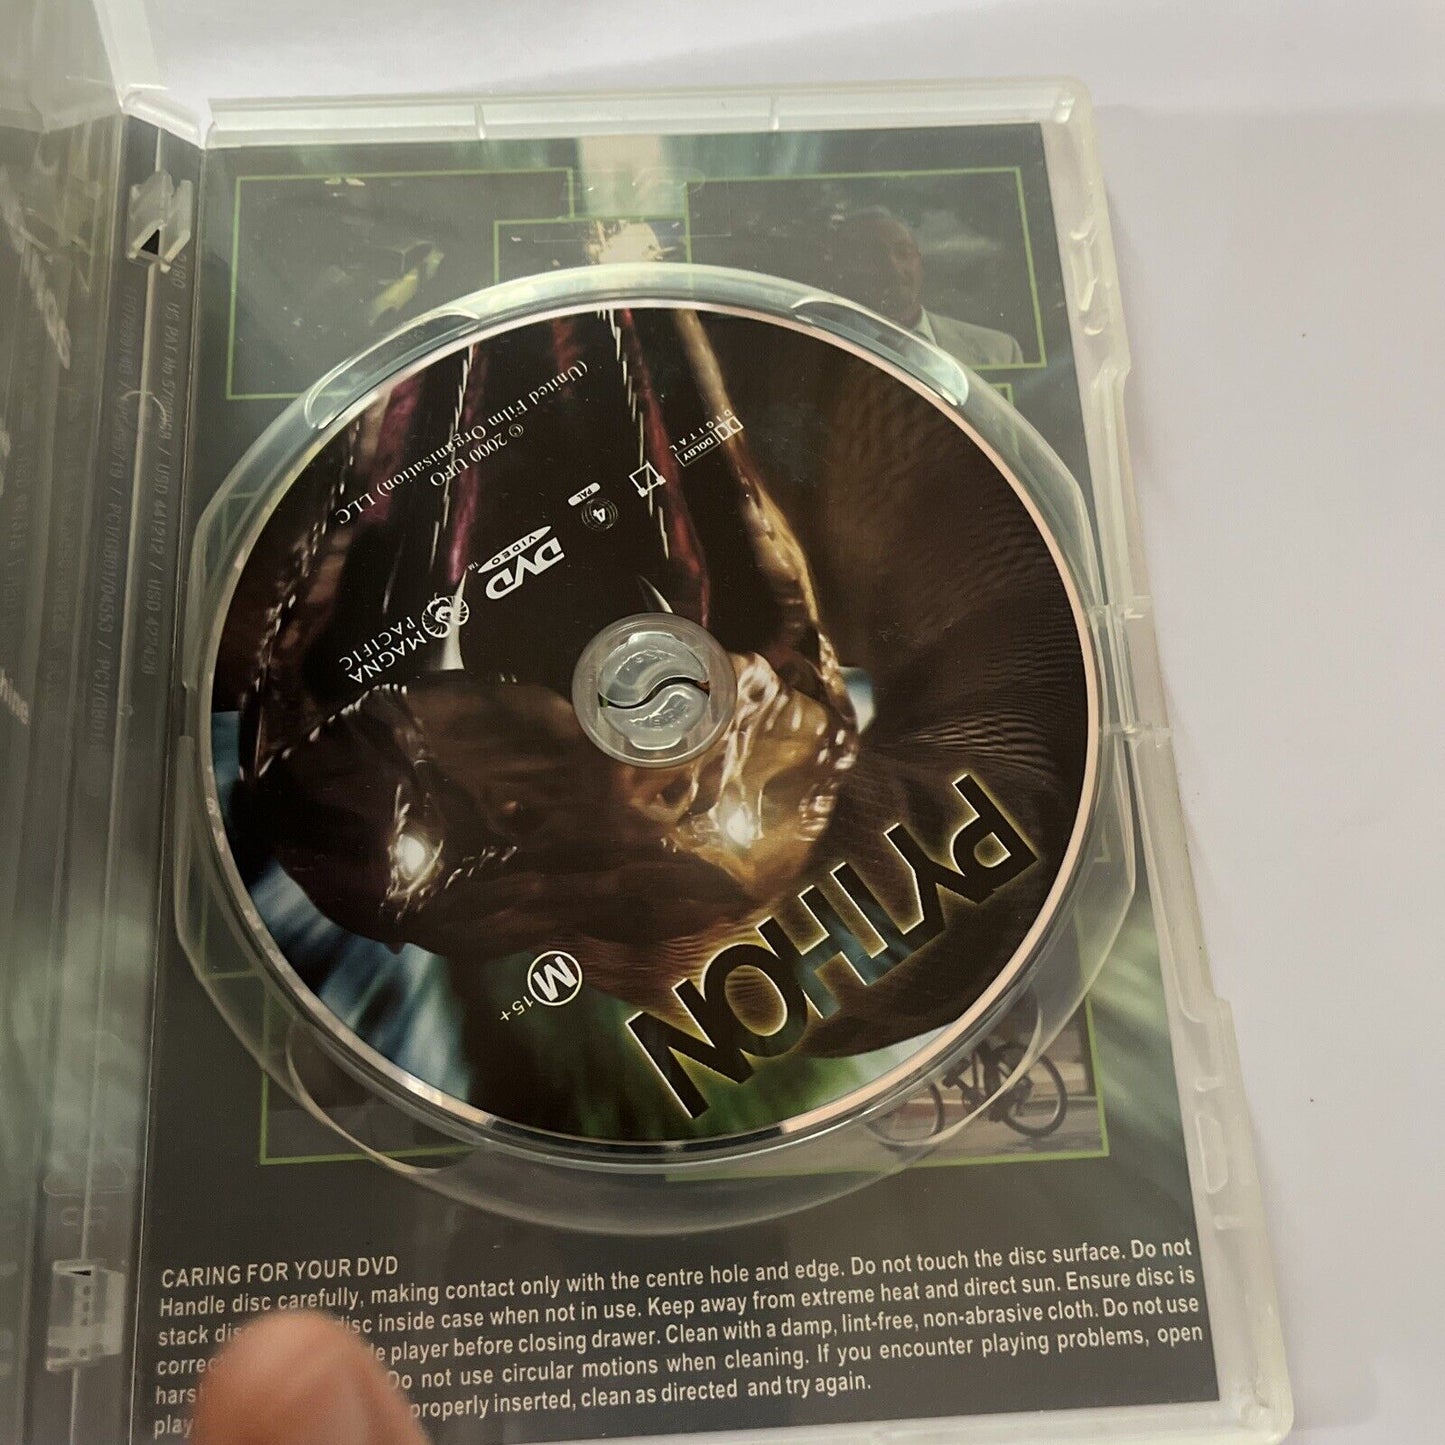 PYTHON
M 15+
MAGNA
PACIFIC
DVD
VIDEO™
4
PAL
DOLBY
DIGITAL
© 2000 UFO
(United Film Organisation) LLC
CARING FOR YOUR DVD
Handle disc carefully, making contact only with the centre hole and edge. Do not touch the disc surface. Do not
stack disc inside case when not in use. Keep away from extreme heat and direct sun. Ensure disc is
player before closing drawer. Clean with a damp, lint-free, non-abrasive cloth. Do not use
Do not use circular motions when cleaning. If you encounter playing problems, open
properly inserted, clean as directed and try again.